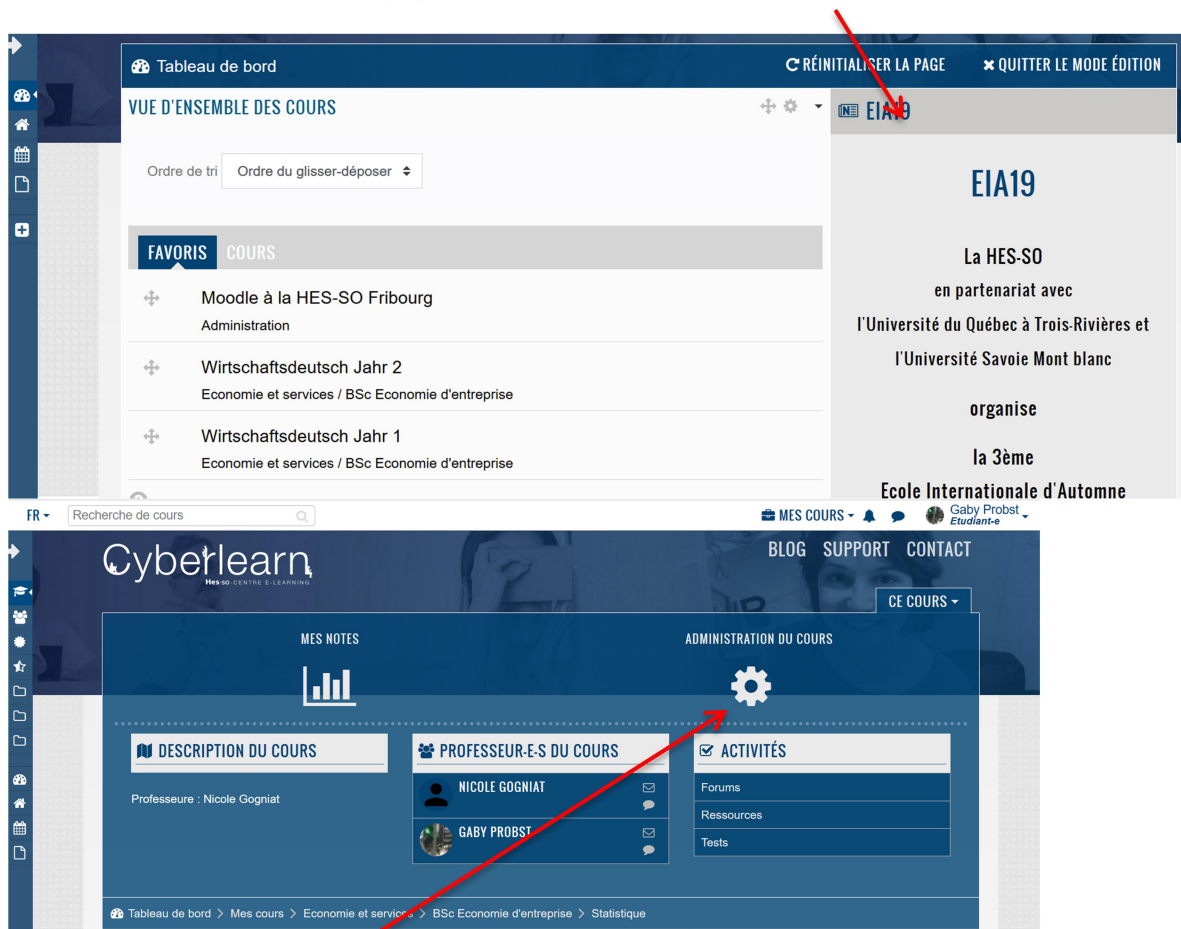 Tableau de bord
RÉINITIALISER LA PAGE
QUITTER LE MODE ÉDITION
VUE D'ENSEMBLE DES COURS
Ordre de tri
Ordre du glisser-déposer
FAVORIS
COURS
Moodle à la HES-SO Fribourg
Administration
Wirtschaftsdeutsch Jahr 2
Economie et services / BSc Economie d'entreprise
Wirtschaftsdeutsch Jahr 1
Economie et services / BSc Economie d'entreprise
EIA19
EIA19
La HES-SO
en partenariat avec
l'Université du Québec à Trois-Rivières et
l'Université Savoie Mont blanc
organise
la 3ème
Ecole Internationale d'Automne
FR
Recherche de cours
MES COURS
Gaby Probst
Etudiant-e
Cyberlearn
Hes-so-CENTRE E-LEARNING
BLOG SUPPORT CONTACT
CE COURS
MES NOTES
ADMINISTRATION DU COURS
DESCRIPTION DU COURS
Professeure : Nicole Gogniat
PROFESSEUR-E-S DU COURS
NICOLE GOGNIAT
GABY PROBST
ACTIVITÉS
Forums
Ressources
Tests
Tableau de bord > Mes cours > Economie et services > BSc Economie d'entreprise > Statistique